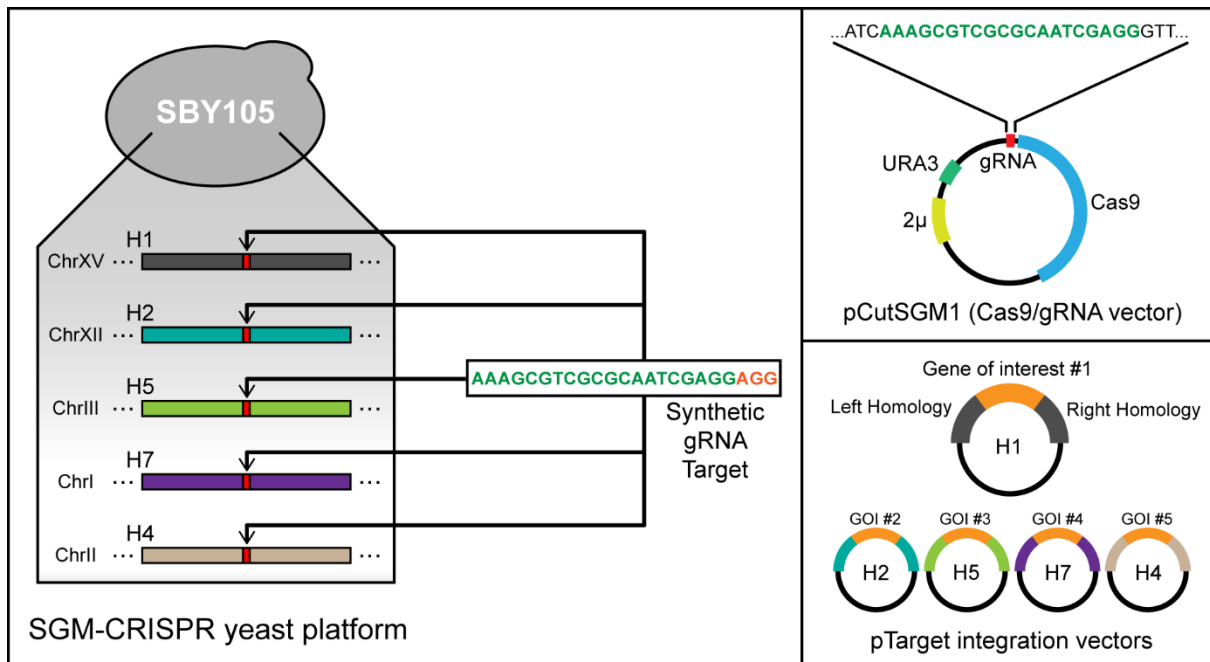 SBY105
H1
ChrXV ... ...
H2
ChrXII ... ...
H5
ChrIII ... ...
H7
ChrI ... ...
H4
ChrII ... ...
AAAGCGTCGCGCAATCGAGGAGG
Synthetic
gRNA
Target
SGM-CRISPR yeast platform
...ATCAAAGCGTCGCGCAATCGAGGGTT...
URA3
gRNA
Cas9
2µ
pCutSGM1 (Cas9/gRNA vector)
Gene of interest #1
Left Homology
Right Homology
H1
GOI #2 GOI #3 GOI #4 GOI #5
H2 H5 H7 H4
pTarget integration vectors